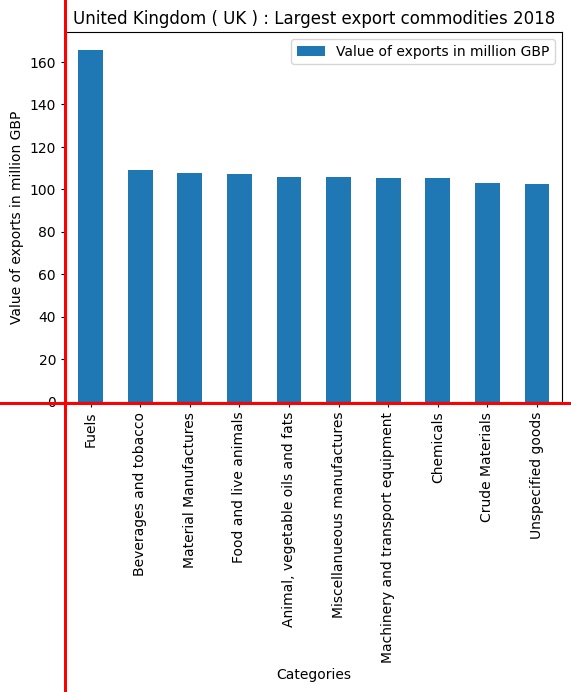 United Kingdom ( UK ) : Largest export commodities 2018
Value of exports in million GBP
Value of exports in million GBP
160
140
120
100
80
60
40
20
0
Fuels
Beverages and tobacco
Material Manufactures
Food and live animals
Animal, vegetable oils and fats
Miscellanueous manufactures
Machinery and transport equipment
Chemicals
Crude Materials
Unspecified goods
Categories